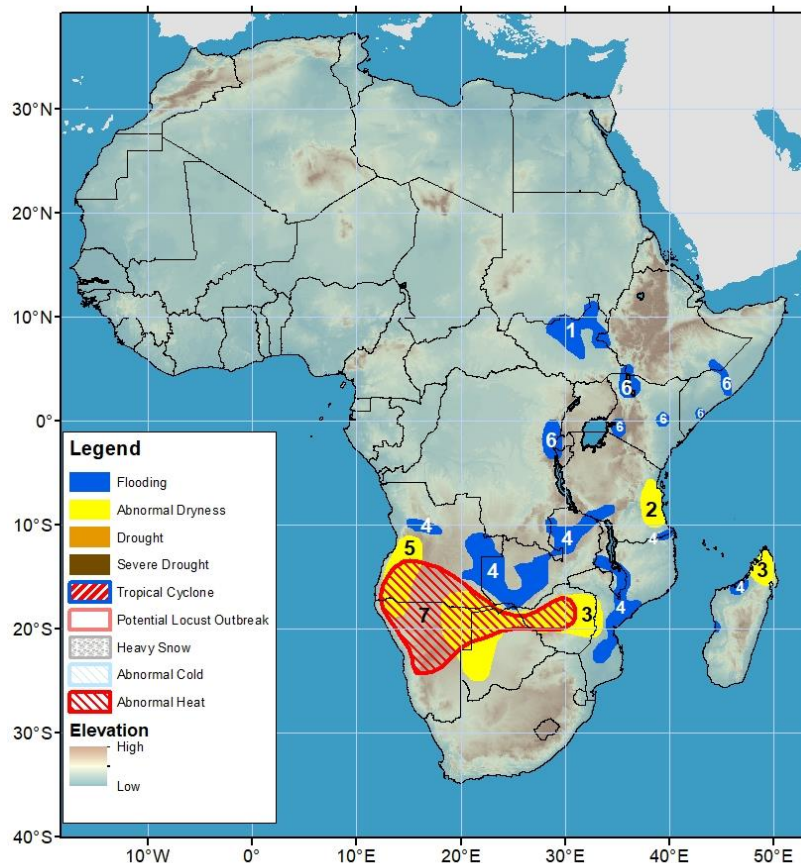 30°N
20°N
10°N
1
6
6
0°
6
6
6
6
Legend
Flooding
Abnormal Dryness
Drought
Severe Drought
Tropical Cyclone
Potential Locust Outbreak
Heavy Snow
Abnormal Cold
Abnormal Heat
Elevation
High
Low
2
10°S
4
4
4
5
4
3
4
7
3
4
20°S
30°S
40°S
10°W
0°
10°E
20°E
30°E
40°E
50°E